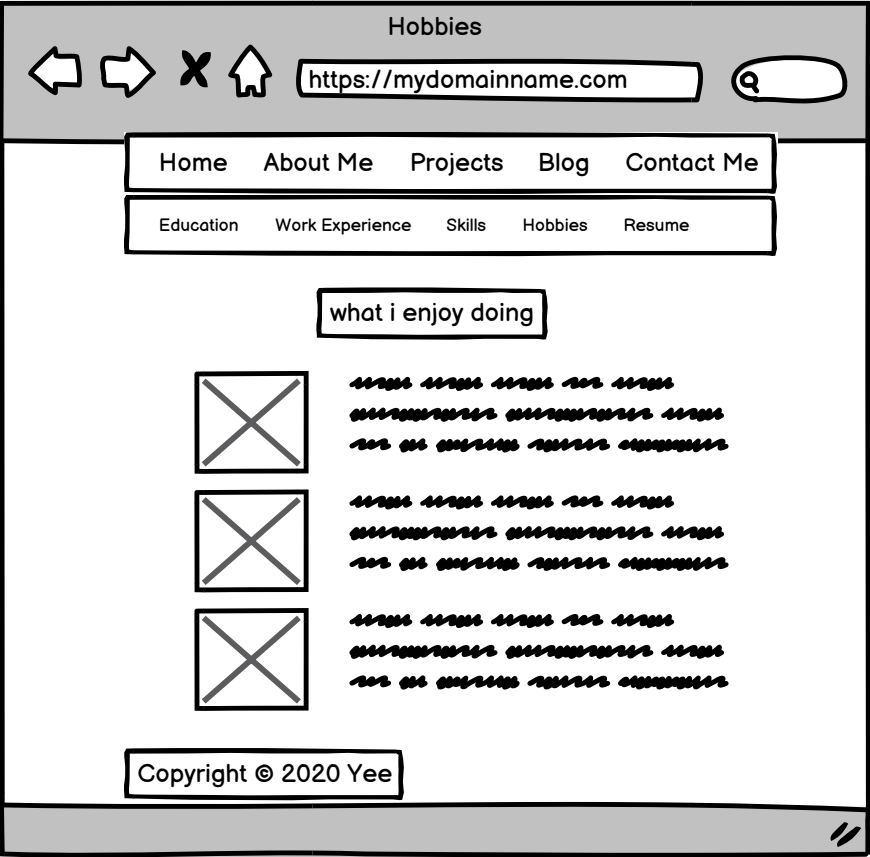 Hobbies
https://mydomainname.com
Home About Me Projects Blog Contact Me
Education Work Experience Skills Hobbies Resume
what i enjoy doing
Copyright © 2020 Yee